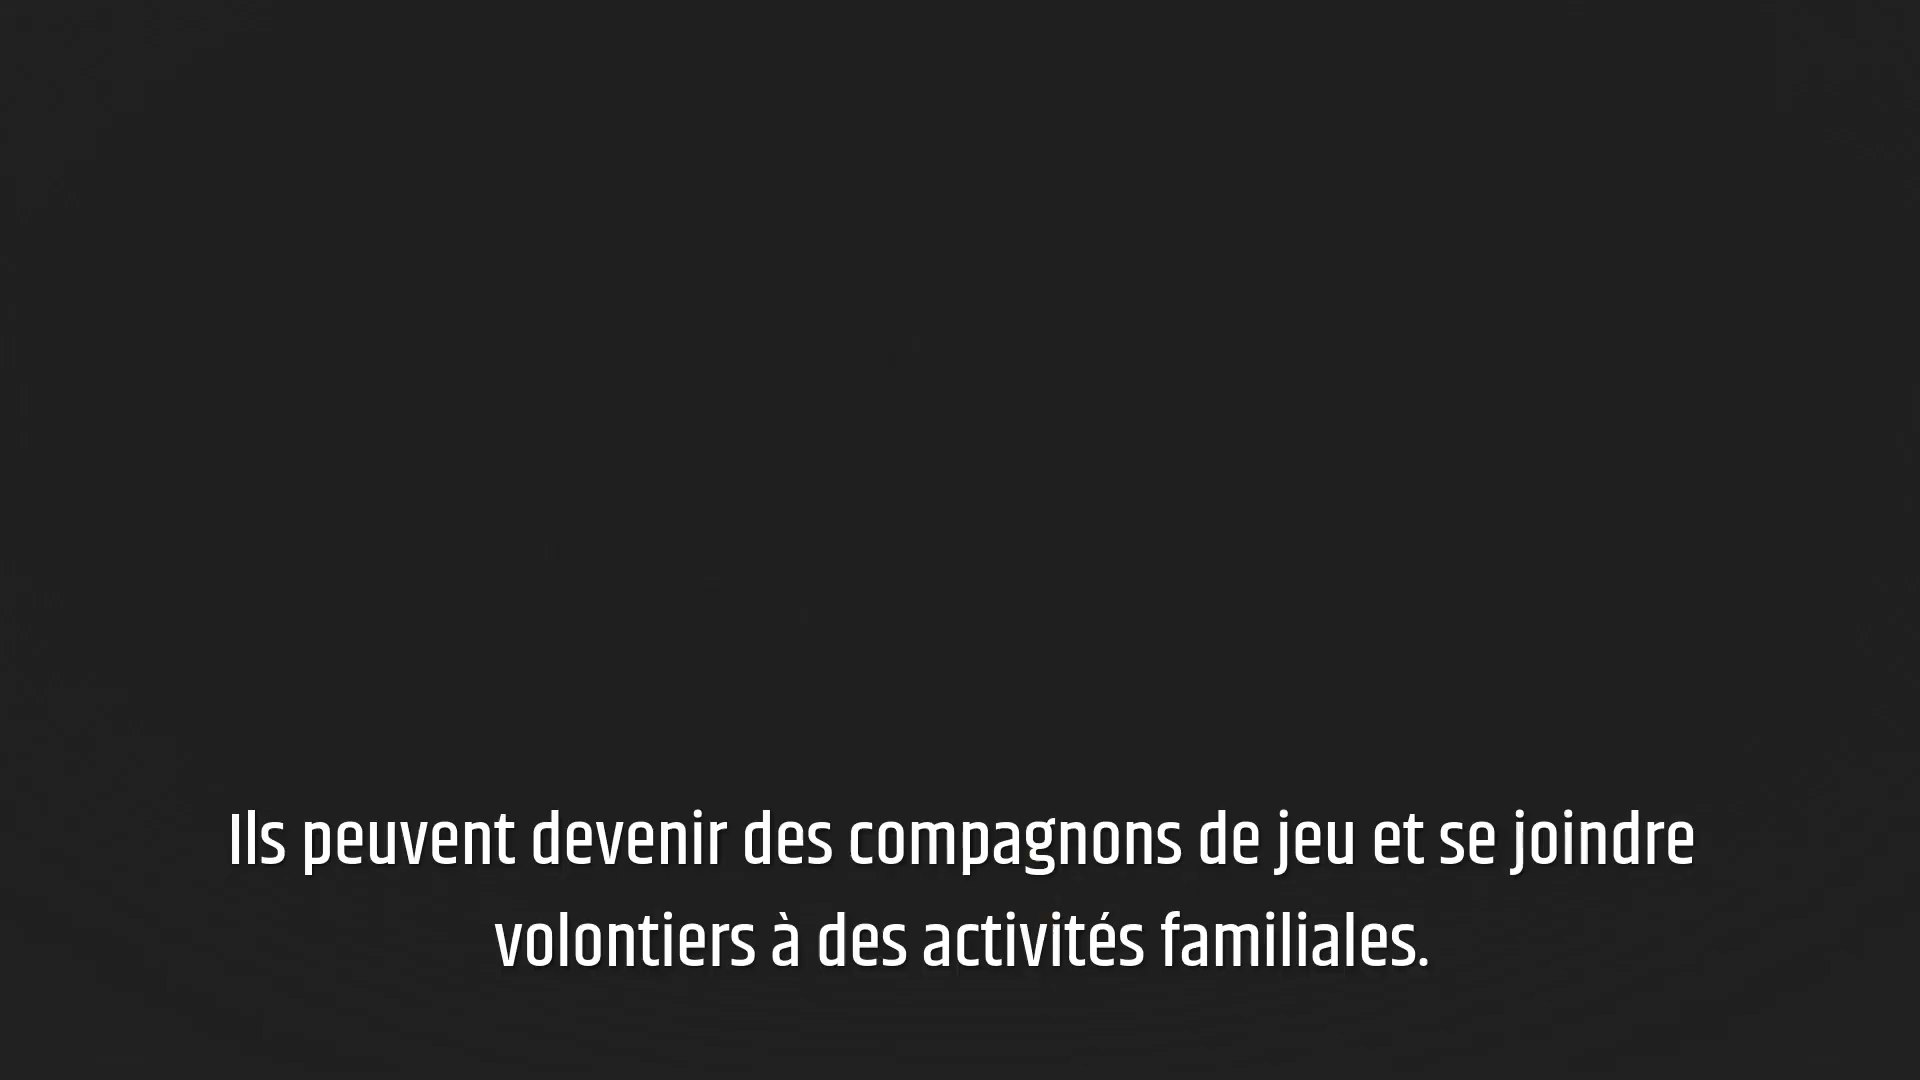 Ils peuvent devenir des compagnons de jeu et se joindre
volontiers à des activités familiales.